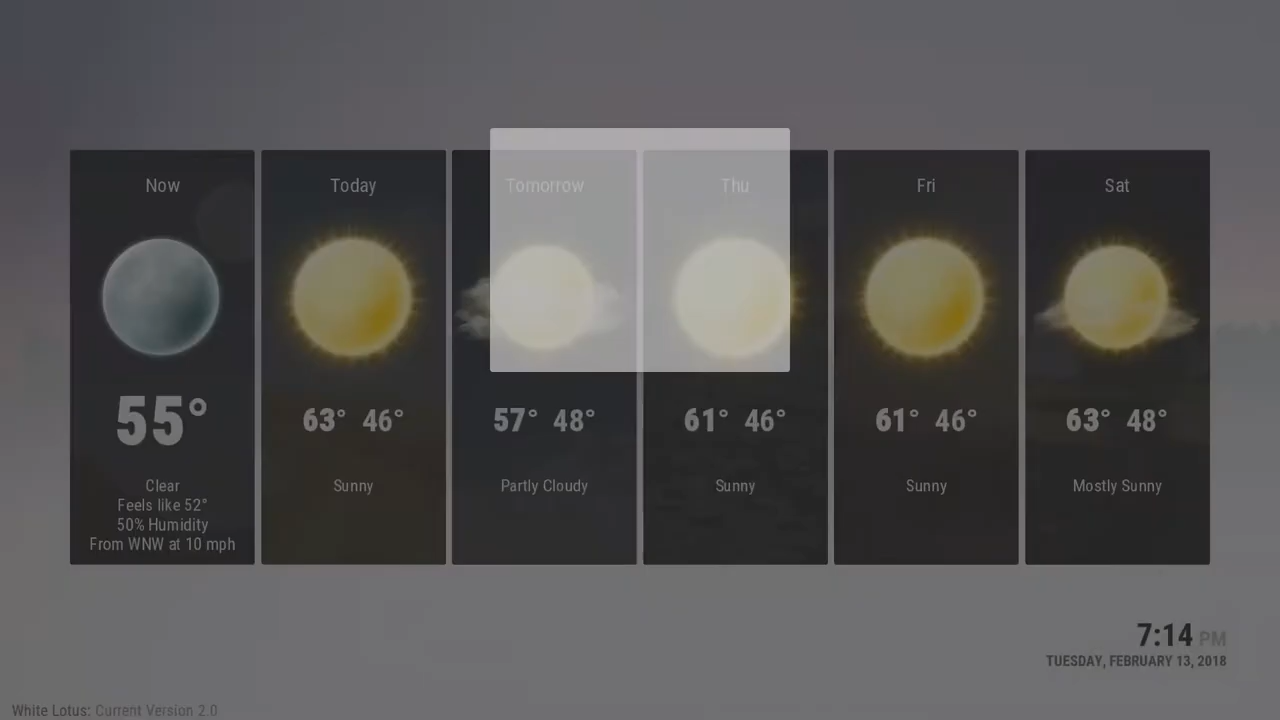 Now
55°
Clear
Feels like 52°
50% Humidity
From WNW at 10 mph
Today
63° 46°
Sunny
Tomorrow
57° 48°
Partly Cloudy
Thu
61° 46°
Sunny
Fri
61° 46°
Sunny
Sat
63° 48°
Mostly Sunny
7:14 PM
TUESDAY, FEBRUARY 13, 2018
White Lotus: Current Version 2.0